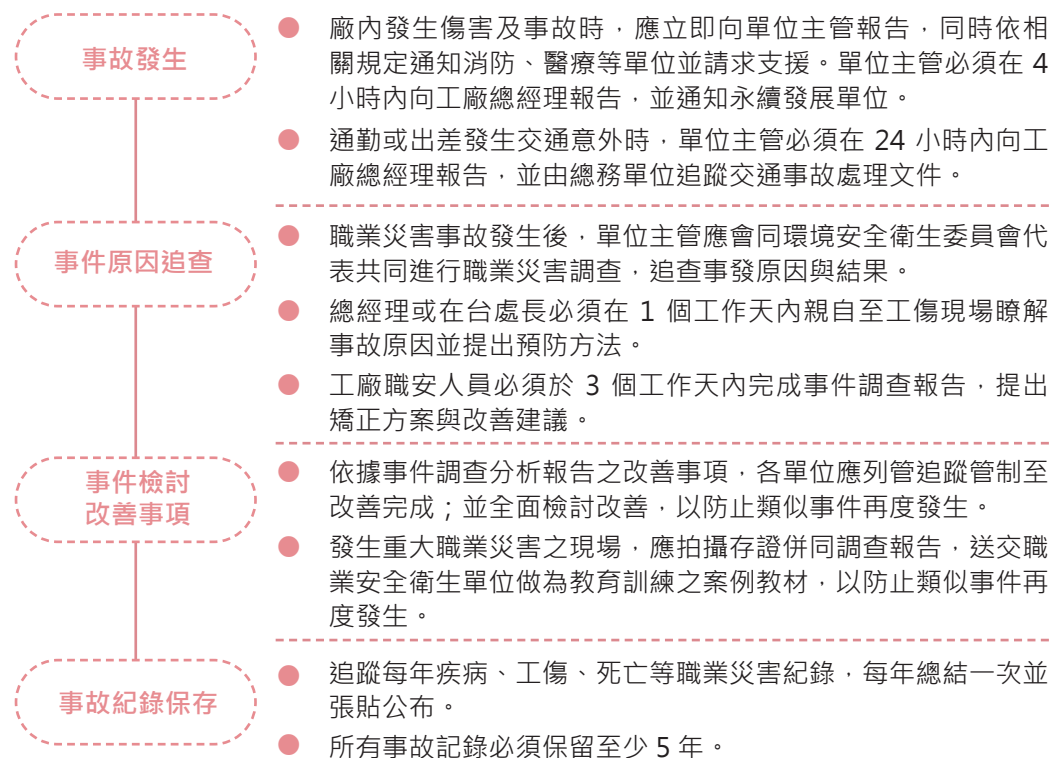 事故發生
● 廠內發生傷害及事故時，應立即向單位主管報告，同時依相
關規定通知消防、醫療等單位並請求支援。單位主管必須在 4
小時內向工廠總經理報告，並通知永續發展單位。
● 通勤或出差發生交通意外時，單位主管必須在 24 小時內向工
廠總經理報告，並由總務單位追蹤交通事故處理文件。
事件原因追查
● 職業災害事故發生後，單位主管應會同環境安全衛生委員會代
表共同進行職業災害調查，追查事發原因與結果。
● 總經理或在台處長必須在 1 個工作天內親自至工傷現場瞭解
事故原因並提出預防方法。
● 工廠職安人員必須於 3 個工作天內完成事件調查報告，提出
矯正方案與改善建議。
事件檢討
改善事項
● 依據事件調查分析報告之改善事項，各單位應列管追蹤管制至
改善完成；並全面檢討改善，以防止類似事件再度發生。
● 發生重大職業災害之現場，應拍攝存證併同調查報告，送交職
業安全衛生單位做為教育訓練之案例教材，以防止類似事件再
度發生。
事故紀錄保存
● 追蹤每年疾病、工傷、死亡等職業災害紀錄，每年總結一次並
張貼公布。
● 所有事故記錄必須保留至少 5 年。